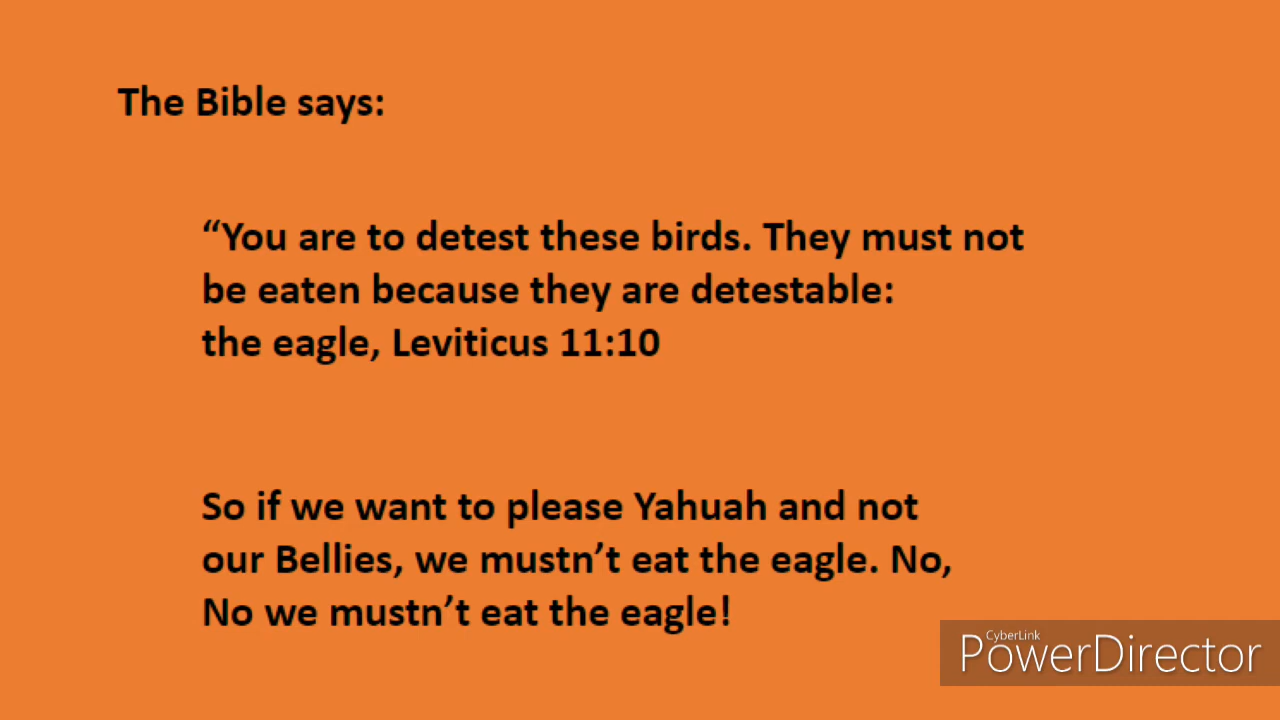 The Bible says:
“You are to detest these birds. They must not
be eaten because they are detestable:
the eagle, Leviticus 11:10
So if we want to please Yahuah and not
our Bellies, we mustn’t eat the eagle. No,
No we mustn’t eat the eagle!
CyberLink
PowerDirector